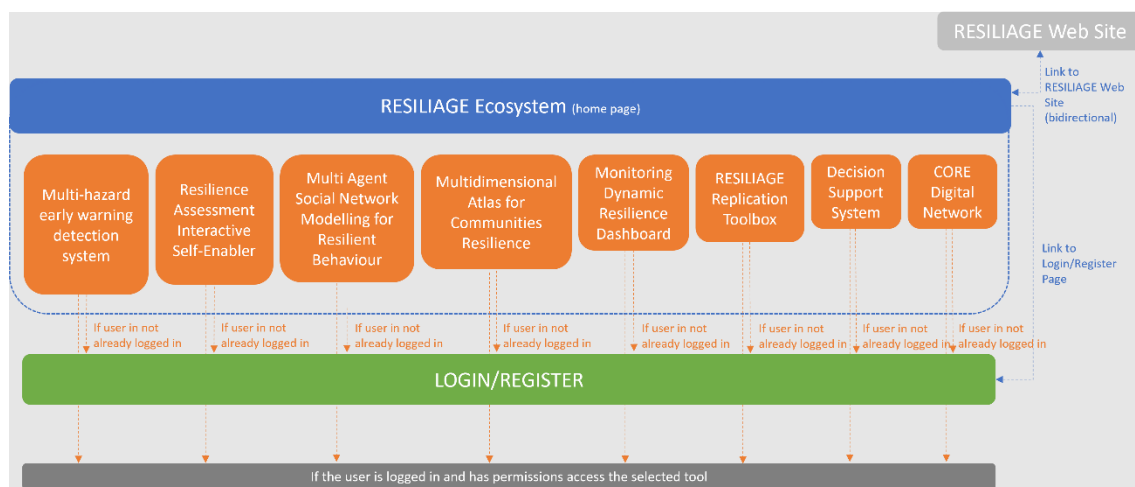 RESILIAGE Web Site
Link to
RESILIAGE Web
Site
(bidirectional)
RESILIAGE Ecosystem (home page)
Multi-hazard
early warning
detection
system
Resilience
Assessment
Interactive
Self-Enabler
Multi Agent
Social Network
Modelling for
Resilient
Behaviour
Multidimensional
Atlas for
Communities
Resilience
Monitoring
Dynamic
Resilience
Dashboard
RESILIAGE
Replication
Toolbox
Decision
Support
System
CORE
Digital
Network
Link to
Login/Register
Page
If user in not
already logged in
If user in not
already logged in
If user in not
already logged in
If user in not
already logged in
If user in not
already logged in
If user in not
already logged in
If user in not
already logged in
If user in not
already logged in
LOGIN/REGISTER
If the user is logged in and has permissions access the selected tool